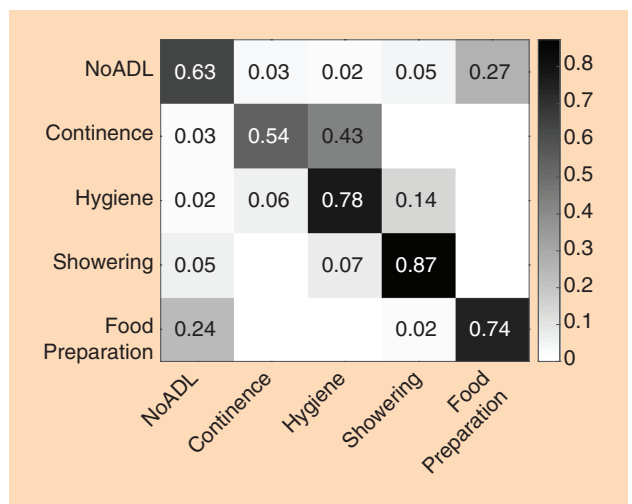 NoADL 0.63 0.03 0.02 0.05 0.27
Continence 0.03 0.54 0.43
Hygiene 0.02 0.06 0.78 0.14
Showering 0.05 0.07 0.87
Food
Preparation 0.24 0.02 0.74
NoADL
Continence
Hygiene
Showering
Food
Preparation
0.8
0.7
0.6
0.5
0.4
0.3
0.2
0.1
0